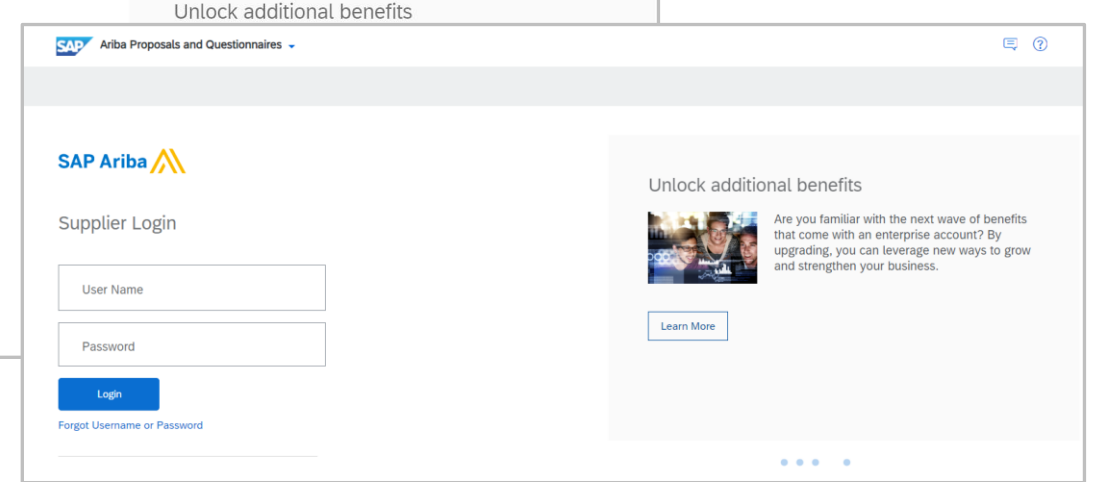 Unlock additional benefits
SAP Ariba Proposals and Questionnaires
SAP Ariba
Supplier Login
User Name
Password
Login
Forgot Username or Password
Unlock additional benefits
Are you familiar with the next wave of benefits
that come with an enterprise account? By
upgrading, you can leverage new ways to grow
and strengthen your business.
Learn More